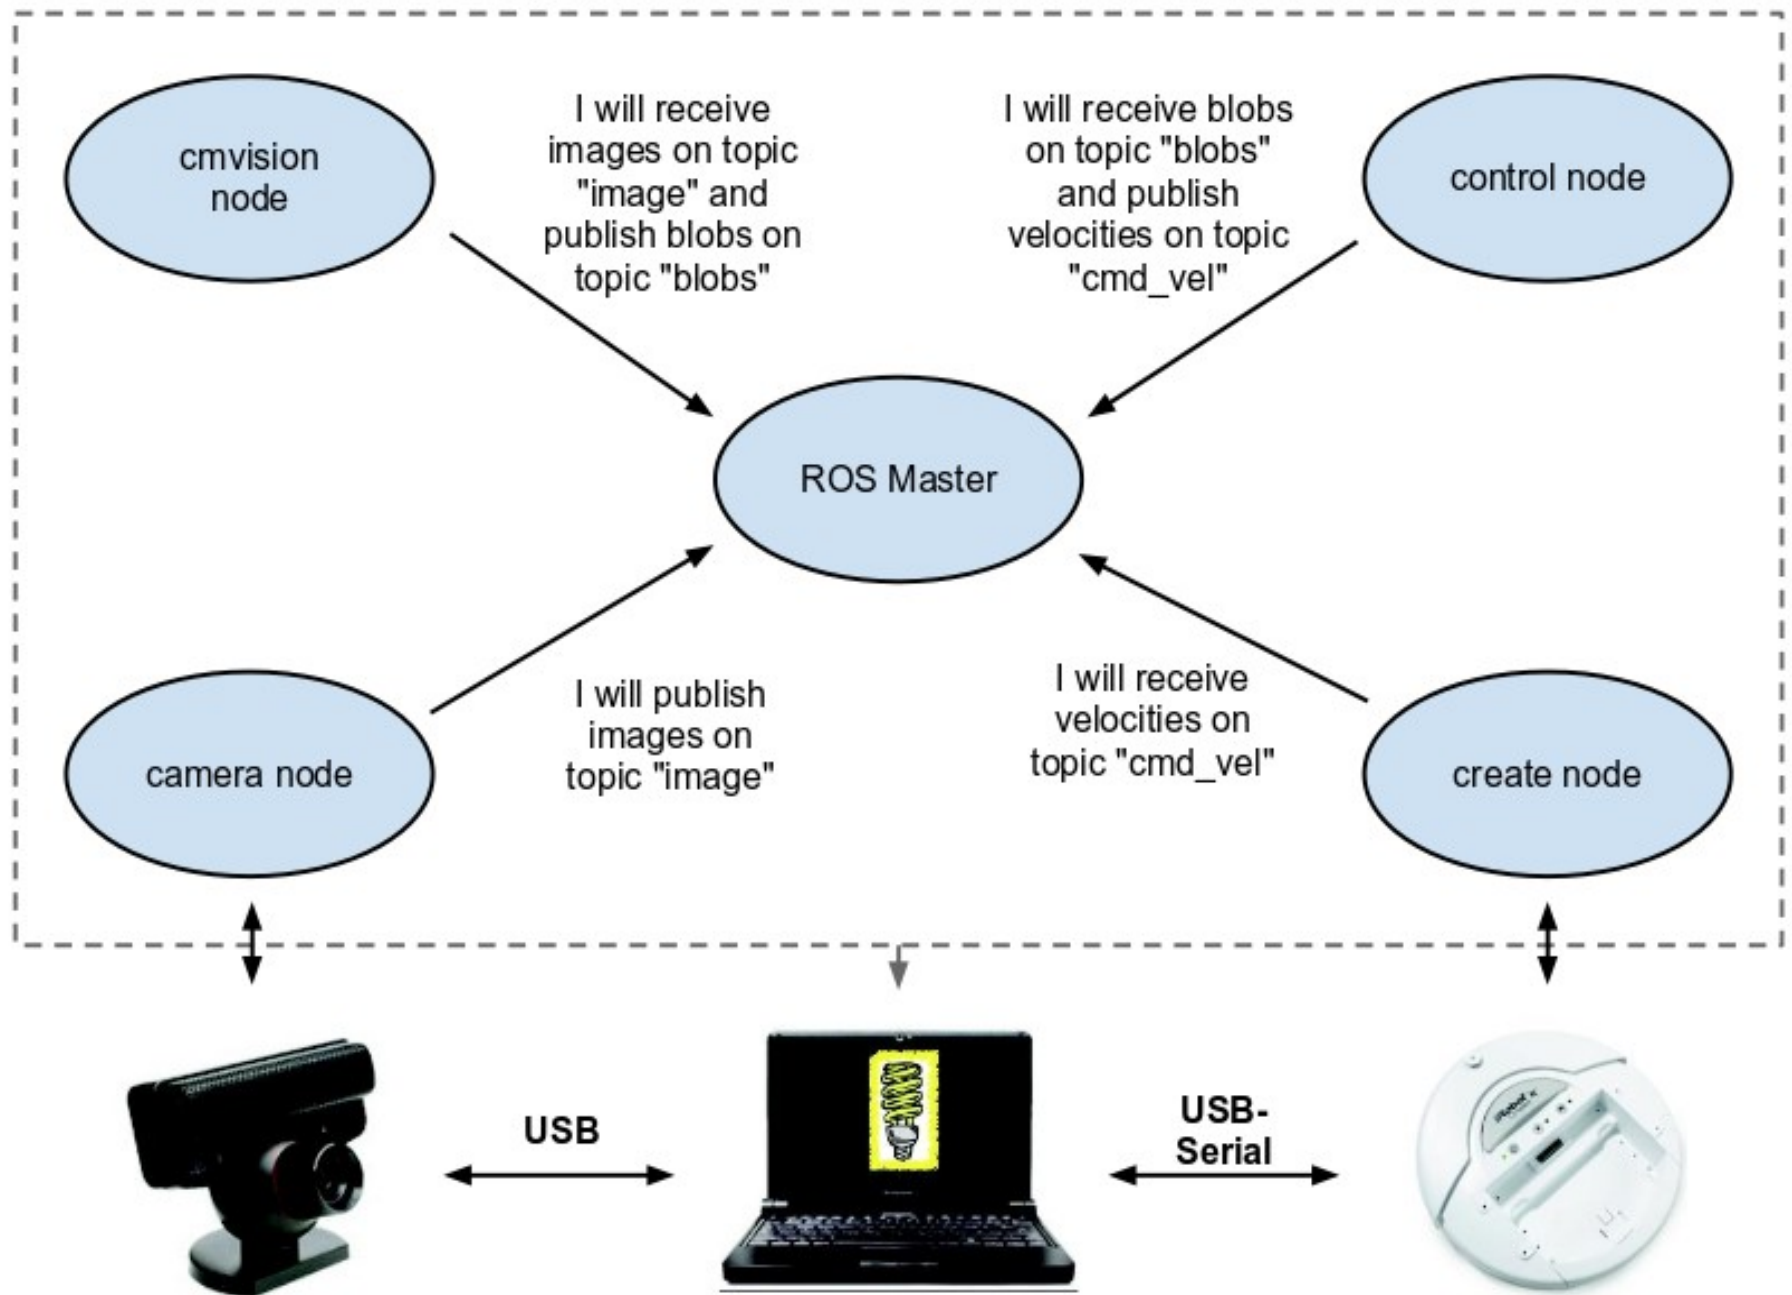 cmvision
node
I will receive
images on topic
"image" and
publish blobs on
topic "blobs"
I will receive blobs
on topic "blobs"
and publish
velocities on topic
"cmd_vel"
control node
ROS Master
camera node
I will publish
images on
topic "image"
I will receive
velocities on
topic "cmd_vel"
create node
USB
USB-
Serial
iRobot